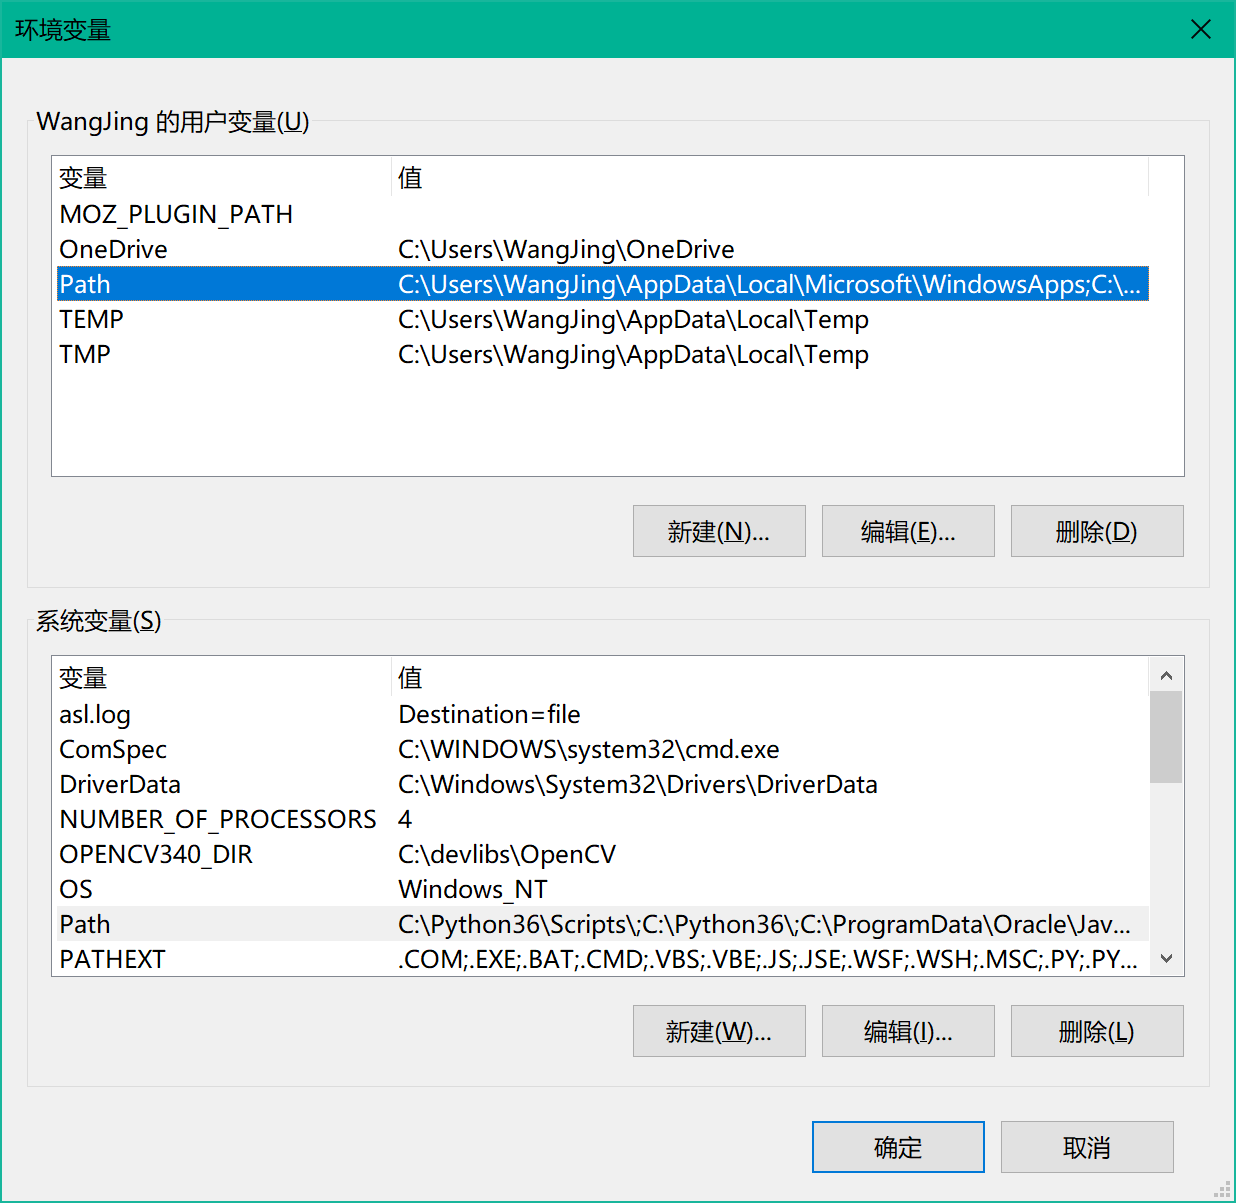 环境变量
WangJing 的用户变量(U)
变量 值
MOZ_PLUGIN_PATH
OneDrive C:\Users\WangJing\OneDrive
Path C:\Users\WangJing\AppData\Local\Microsoft\WindowsApps;C:\...
TEMP C:\Users\WangJing\AppData\Local\Temp
TMP C:\Users\WangJing\AppData\Local\Temp
新建(N)... 编辑(E)... 删除(D)
系统变量(S)
变量 值
asl.log Destination=file
ComSpec C:\WINDOWS\system32\cmd.exe
DriverData C:\Windows\System32\Drivers\DriverData
NUMBER_OF_PROCESSORS 4
OPENCV340_DIR C:\devlibs\OpenCV
OS Windows_NT
Path C:\Python36\Scripts\;C:\Python36\;C:\ProgramData\Oracle\Jav...
PATHEXT .COM;.EXE;.BAT;.CMD;.VBS;.VBE;.JS;.JSE;.WSF;.WSH;.MSC;.PY;.PY...
新建(W)... 编辑(I)... 删除(L)
确定 取消